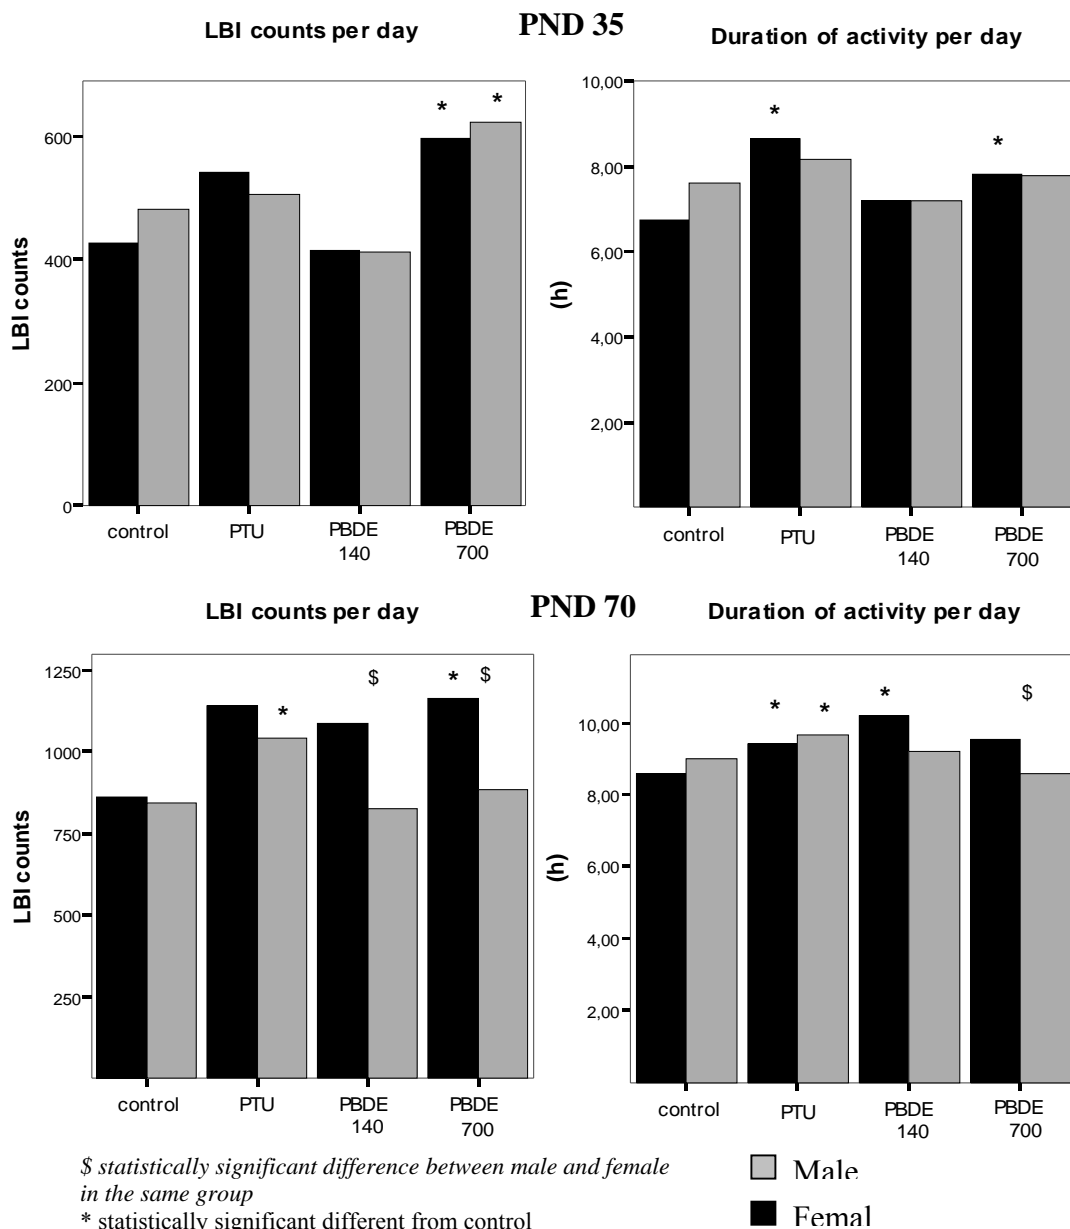 LBI counts per day
PND 35
Duration of activity per day
LBI counts
600
400
200
0
* *
control PTU PBDE 140 PBDE 700
(h)
10,00
8,00
6,00
4,00
2,00
* *
control PTU PBDE 140 PBDE 700
LBI counts per day
PND 70
Duration of activity per day
LBI counts
1250
1000
750
500
250
* $ * $
control PTU PBDE 140 PBDE 700
(h)
10,00
8,00
6,00
4,00
2,00
* * * $
control PTU PBDE 140 PBDE 700
$ statistically significant difference between male and female
in the same group
* statistically significant different from control
Male
Femal